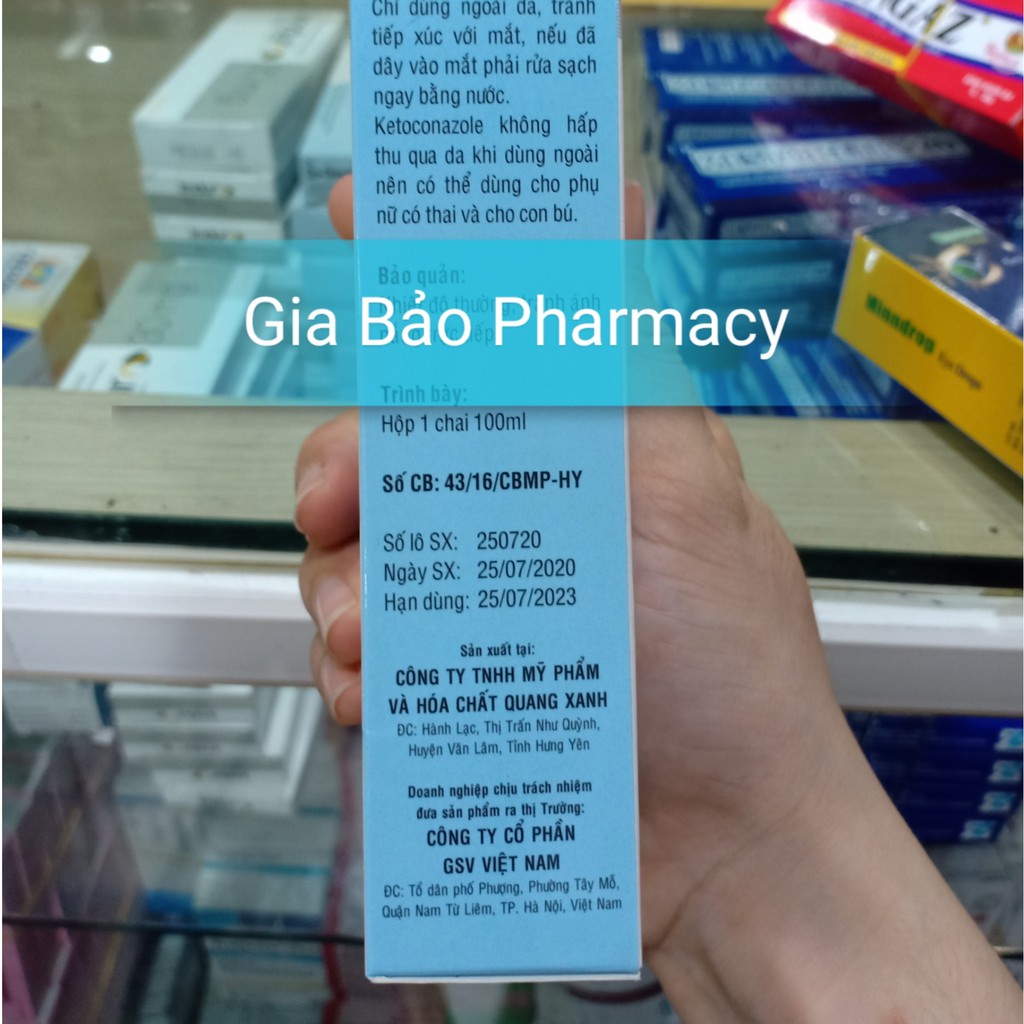 Chỉ dùng ngoài da, tránh
tiếp xúc với mắt, nếu đã
dây vào mắt phải rửa sạch
ngay bằng nước.
Ketoconazole không hấp
thu qua da khi dùng ngoài
nên có thể dùng cho phụ
nữ có thai và cho con bú.
Bảo quản:
Gia Bảo Pharmacy
Trình bày:
Hộp 1 chai 100ml
Số CB: 43/16/CBMP-HY
Số lô SX: 250720
Ngày SX: 25/07/2020
Hạn dùng: 25/07/2023
Sản xuất tại:
CÔNG TY TNHH MỸ PHẨM
VÀ HÓA CHẤT QUANG XANH
ĐC: Hành Lạc, Thị Trấn Như Quỳnh,
Huyện Văn Lâm, Tỉnh Hưng Yên
Doanh nghiệp chịu trách nhiệm
đưa sản phẩm ra thị Trường:
CÔNG TY CỔ PHẦN
GSV VIỆT NAM
ĐC: Tổ dân phố Phượng, Phường Tây Mỗ,
Quận Nam Từ Liêm, TP. Hà Nội, Việt Nam
Minndrop Eye Drops